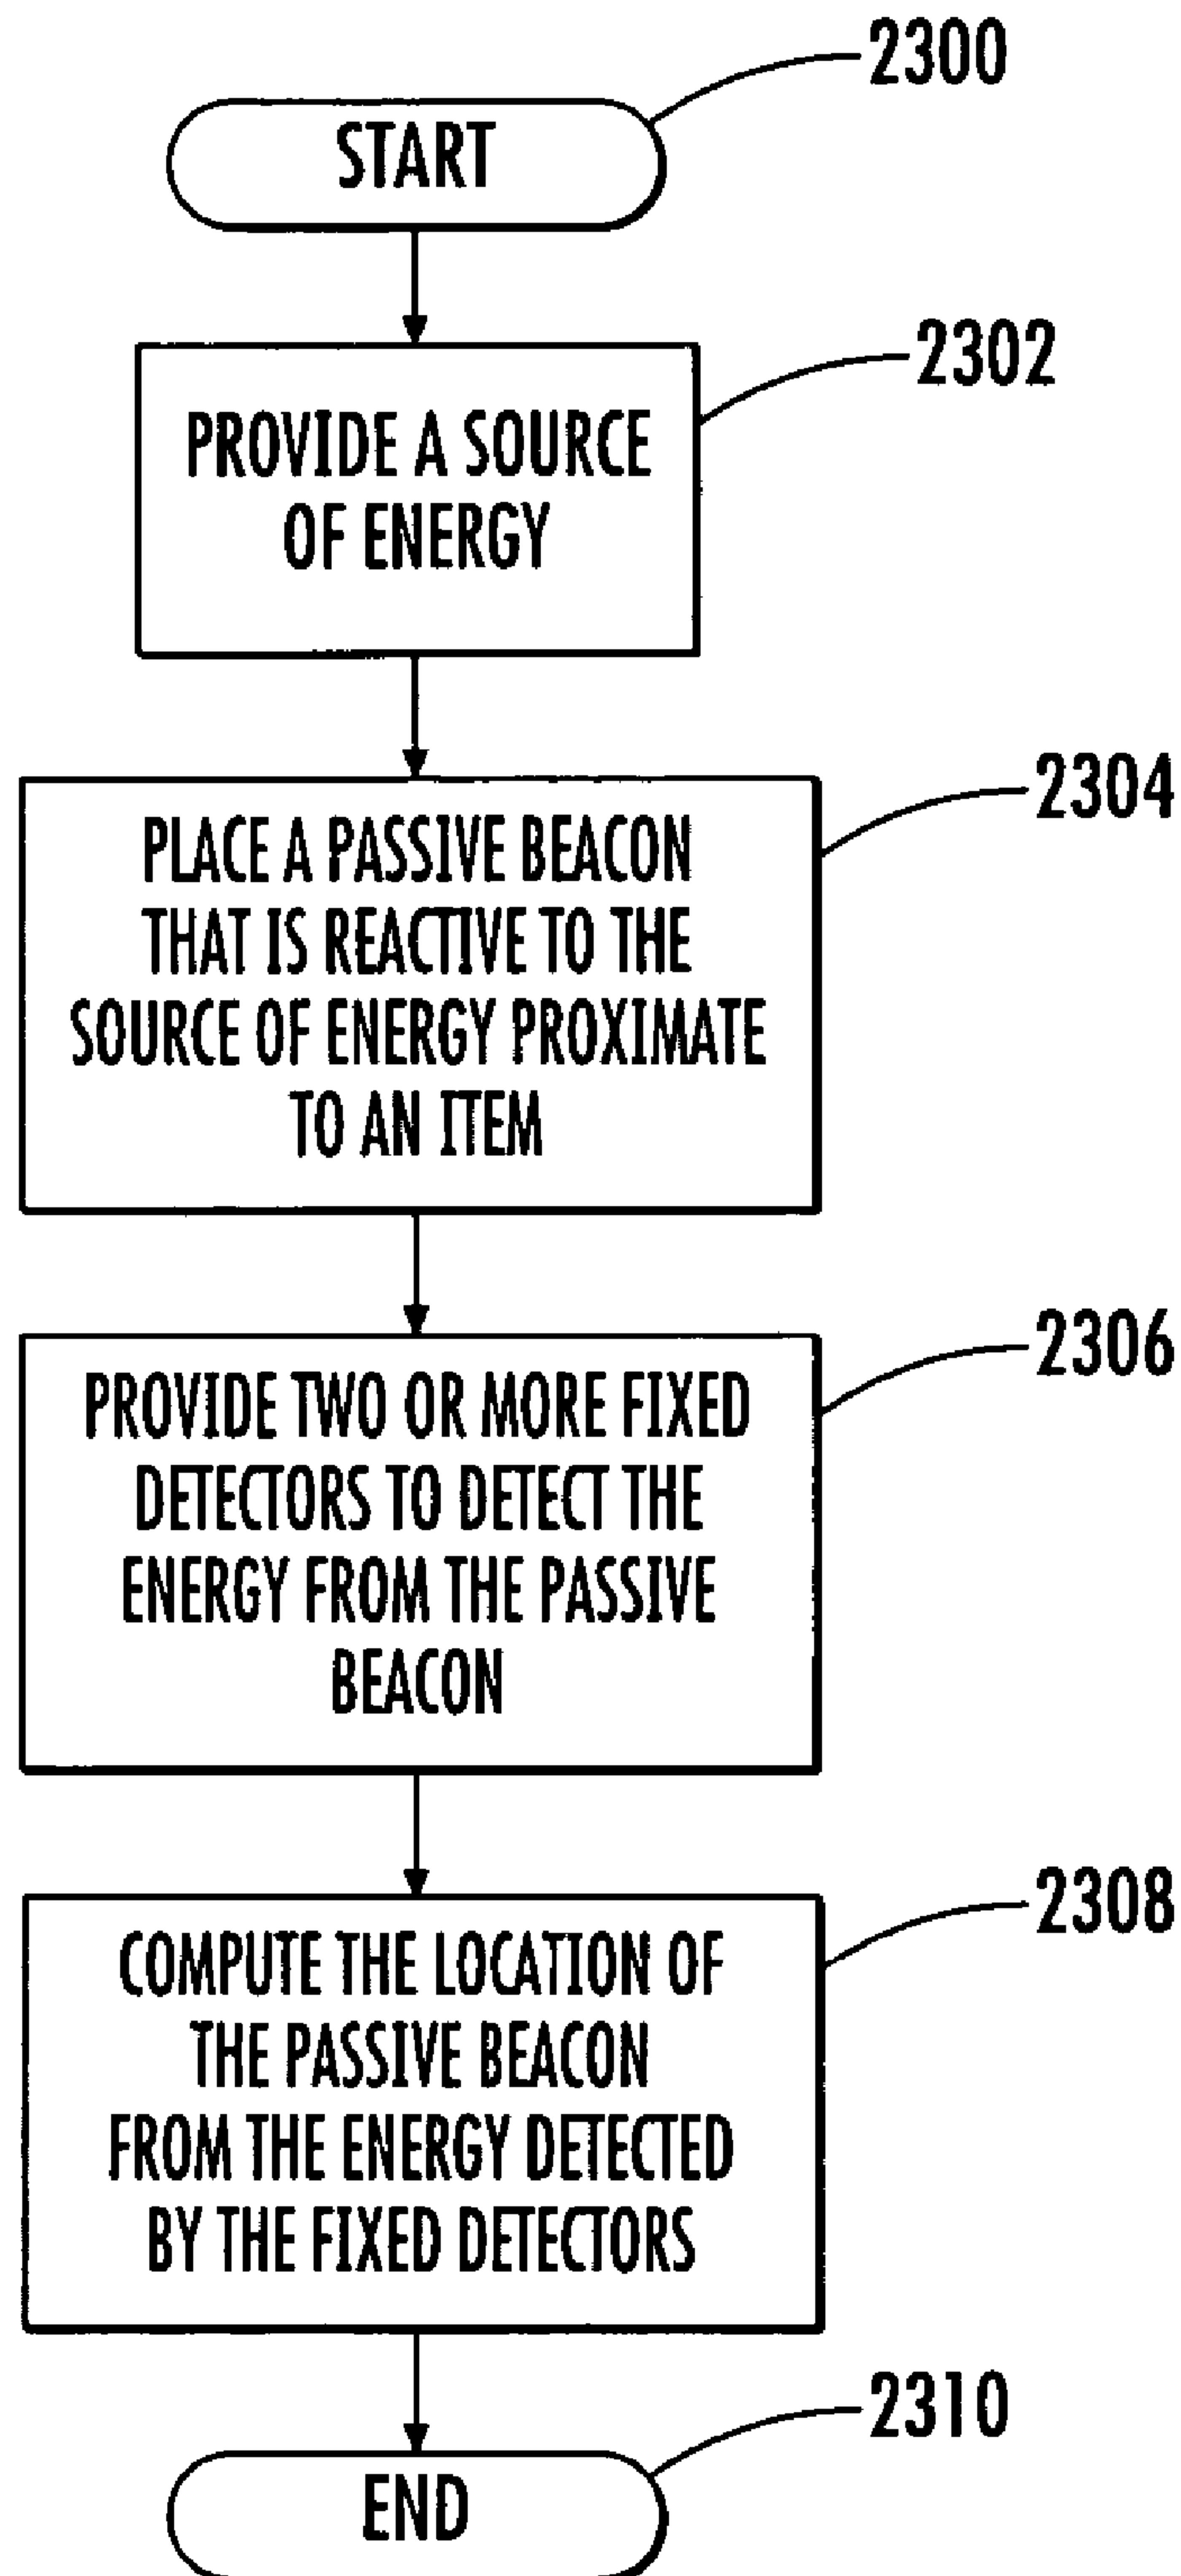 2300
START
2302
PROVIDE A SOURCE
OF ENERGY
2304
PLACE A PASSIVE BEACON
THAT IS REACTIVE TO THE
SOURCE OF ENERGY PROXIMATE
TO AN ITEM
2306
PROVIDE TWO OR MORE FIXED
DETECTORS TO DETECT THE
ENERGY FROM THE PASSIVE
BEACON
2308
COMPUTE THE LOCATION OF
THE PASSIVE BEACON
FROM THE ENERGY DETECTED
BY THE FIXED DETECTORS
2310
END